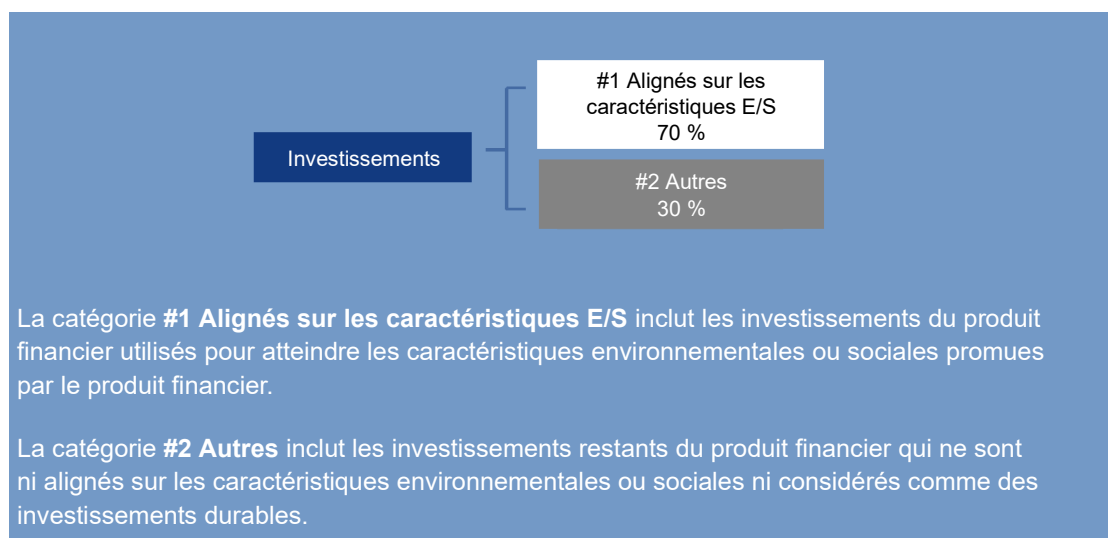 #1 Alignés sur les
caractéristiques E/S
70 %
Investissements
#2 Autres
30 %
La catégorie #1 Alignés sur les caractéristiques E/S inclut les investissements du produit
financier utilisés pour atteindre les caractéristiques environnementales ou sociales promues
par le produit financier.
La catégorie #2 Autres inclut les investissements restants du produit financier qui ne sont
ni alignés sur les caractéristiques environnementales ou sociales ni considérés comme des
investissements durables.